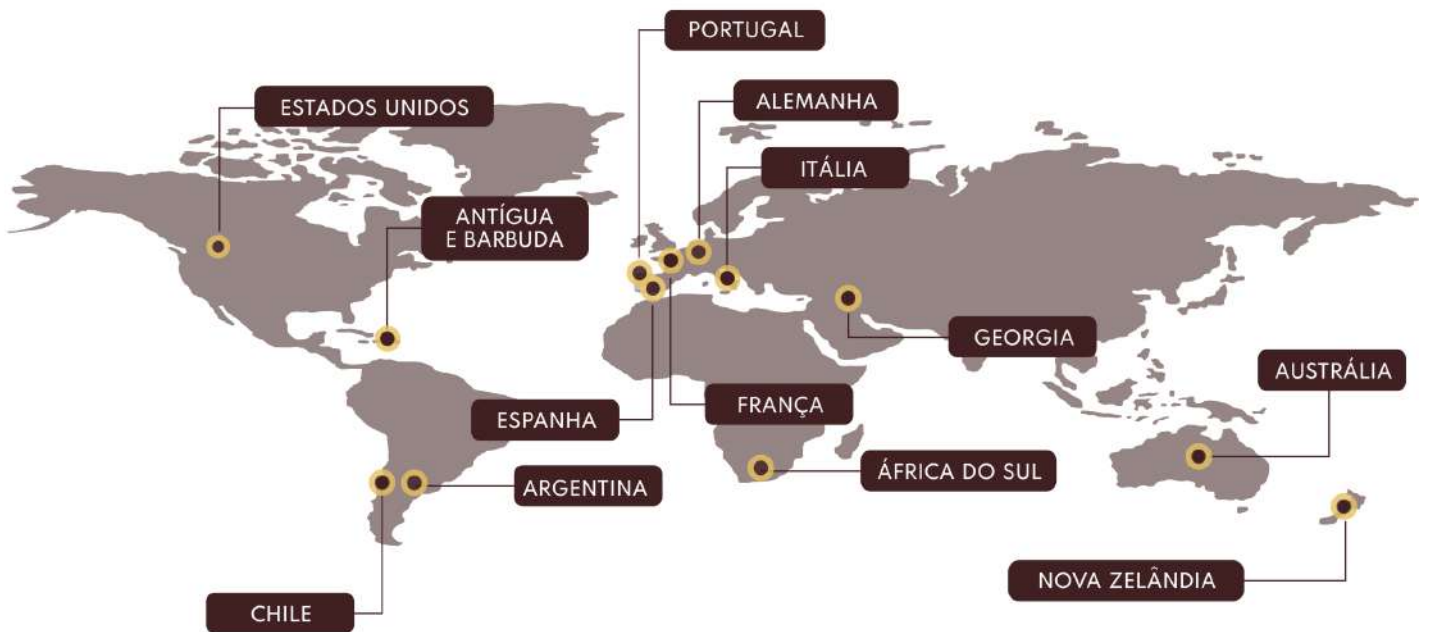 PORTUGAL
ESTADOS UNIDOS
ALEMANHA
ITÁLIA
ANTÍGUA
E BARBUDA
GEORGIA
AUSTRÁLIA
ESPANHA
FRANÇA
ÁFRICA DO SUL
ARGENTINA
NOVA ZELÂNDIA
CHILE